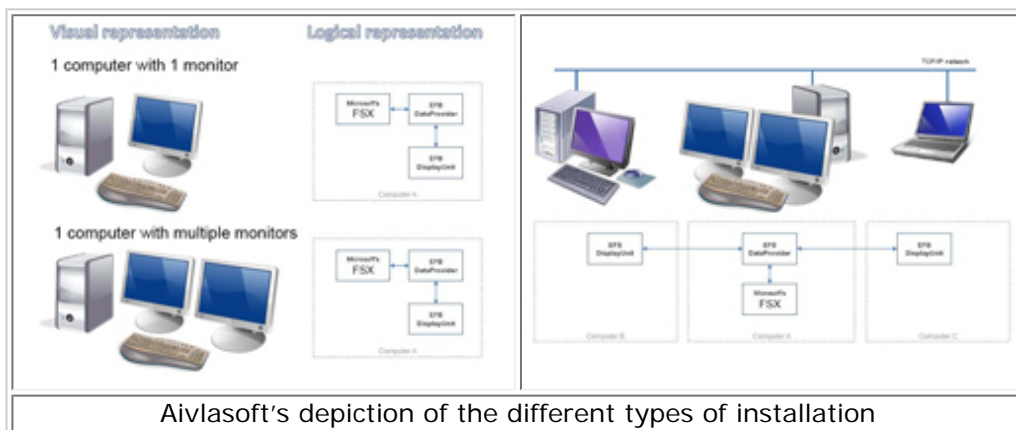 Visual representation
Logical representation
1 computer with 1 monitor
Microsoft's
FSX
EFB
DataProvider
EFB
DisplayUnit
Computer A
1 computer with multiple monitors
Microsoft's
FSX
EFB
DataProvider
EFB
DisplayUnit
Computer A
TCP/IP network
EFB
DisplayUnit
EFB
DataProvider
EFB
DisplayUnit
Microsoft's
FSX
Computer B
Computer A
Computer C
Aivlasoft's depiction of the different types of installation